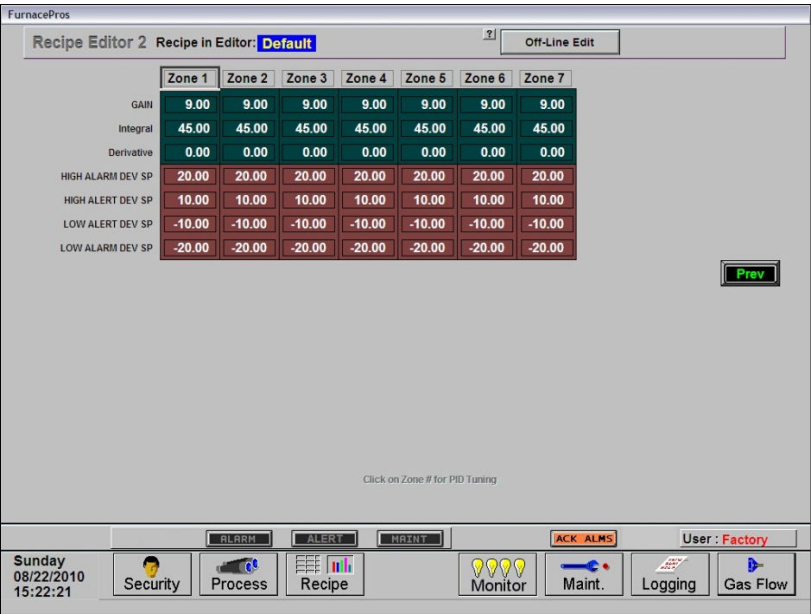 FurnacePros
Recipe Editor 2 Recipe in Editor: Default ? Off-Line Edit
Zone 1 Zone 2 Zone 3 Zone 4 Zone 5 Zone 6 Zone 7
GAIN 9.00 9.00 9.00 9.00 9.00 9.00 9.00
Integral 45.00 45.00 45.00 45.00 45.00 45.00 45.00
Derivative 0.00 0.00 0.00 0.00 0.00 0.00 0.00
HIGH ALARM DEV SP 20.00 20.00 20.00 20.00 20.00 20.00 20.00
HIGH ALERT DEV SP 10.00 10.00 10.00 10.00 10.00 10.00 10.00
LOW ALERT DEV SP -10.00 -10.00 -10.00 -10.00 -10.00 -10.00 -10.00
LOW ALARM DEV SP -20.00 -20.00 -20.00 -20.00 -20.00 -20.00 -20.00
Prev
Click on Zone # for PID Tuning
ALARM ALERT MAINT ACK ALMS User : Factory
Sunday
08/22/2010
15:22:21
Security Process Recipe Monitor Maint. Logging Gas Flow